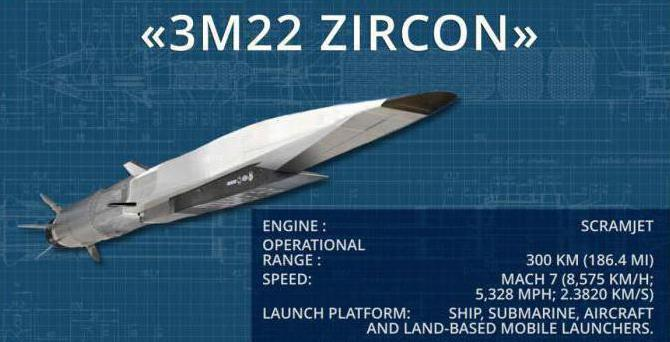 «3M22 ZIRCON»
ENGINE : SCRAMJET
OPERATIONAL
RANGE : 300 KM (186.4 MI)
SPEED: MACH 7 (8,575 KM/H;
5,328 MPH; 2.3820 KM/S)
LAUNCH PLATFORM: SHIP, SUBMARINE, AIRCRAFT
AND LAND-BASED MOBILE LAUNCHERS.